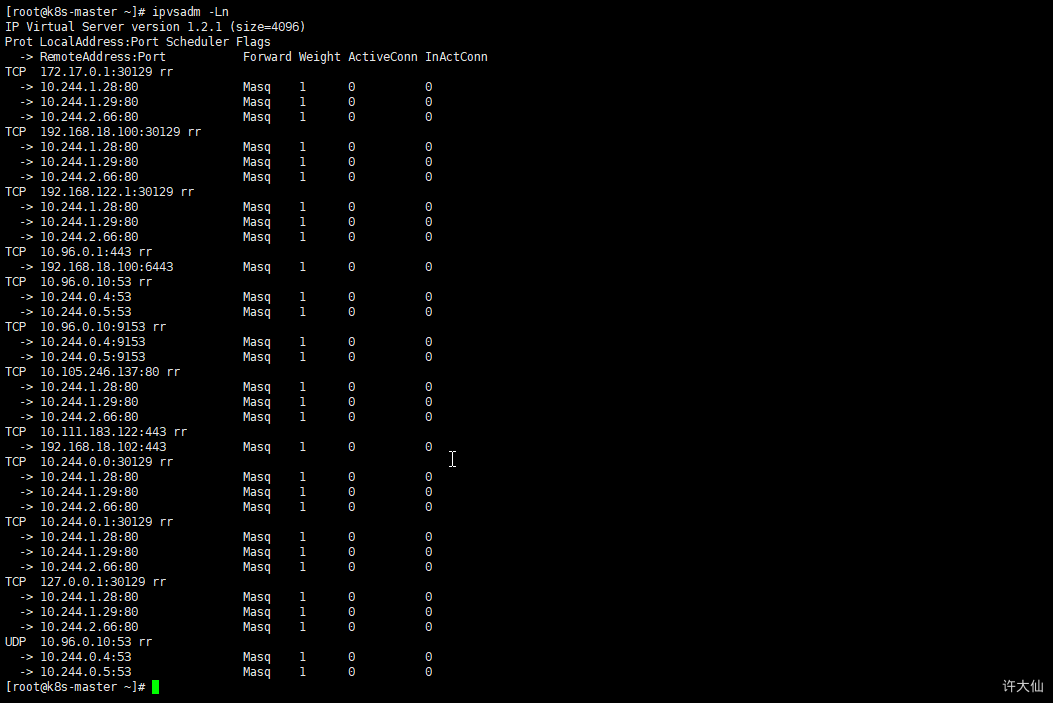 [root@k8s-master ~]# ipvsadm -Ln
IP Virtual Server version 1.2.1 (size=4096)
Prot LocalAddress:Port Scheduler Flags
  -> RemoteAddress:Port           Forward Weight ActiveConn InActConn
TCP  172.17.0.1:30129 rr
  -> 10.244.1.28:80               Masq    1      0          0
  -> 10.244.1.29:80               Masq    1      0          0
  -> 10.244.2.66:80               Masq    1      0          0
TCP  192.168.18.100:30129 rr
  -> 10.244.1.28:80               Masq    1      0          0
  -> 10.244.1.29:80               Masq    1      0          0
  -> 10.244.2.66:80               Masq    1      0          0
TCP  192.168.122.1:30129 rr
  -> 10.244.1.28:80               Masq    1      0          0
  -> 10.244.1.29:80               Masq    1      0          0
  -> 10.244.2.66:80               Masq    1      0          0
TCP  10.96.0.1:443 rr
  -> 192.168.18.100:6443          Masq    1      0          0
TCP  10.96.0.10:53 rr
  -> 10.244.0.4:53                Masq    1      0          0
  -> 10.244.0.5:53                Masq    1      0          0
TCP  10.96.0.10:9153 rr
  -> 10.244.0.4:9153              Masq    1      0          0
  -> 10.244.0.5:9153              Masq    1      0          0
TCP  10.105.246.137:80 rr
  -> 10.244.1.28:80               Masq    1      0          0
  -> 10.244.1.29:80               Masq    1      0          0
  -> 10.244.2.66:80               Masq    1      0          0
TCP  10.111.183.122:443 rr
  -> 192.168.18.102:443           Masq    1      0          0
TCP  10.244.0.0:30129 rr
  -> 10.244.1.28:80               Masq    1      0          0
  -> 10.244.1.29:80               Masq    1      0          0
  -> 10.244.2.66:80               Masq    1      0          0
TCP  10.244.0.1:30129 rr
  -> 10.244.1.28:80               Masq    1      0          0
  -> 10.244.1.29:80               Masq    1      0          0
  -> 10.244.2.66:80               Masq    1      0          0
TCP  127.0.0.1:30129 rr
  -> 10.244.1.28:80               Masq    1      0          0
  -> 10.244.1.29:80               Masq    1      0          0
  -> 10.244.2.66:80               Masq    1      0          0
UDP  10.96.0.10:53 rr
  -> 10.244.0.4:53                Masq    1      0          0
  -> 10.244.0.5:53                Masq    1      0          0
[root@k8s-master ~]#
许大仙